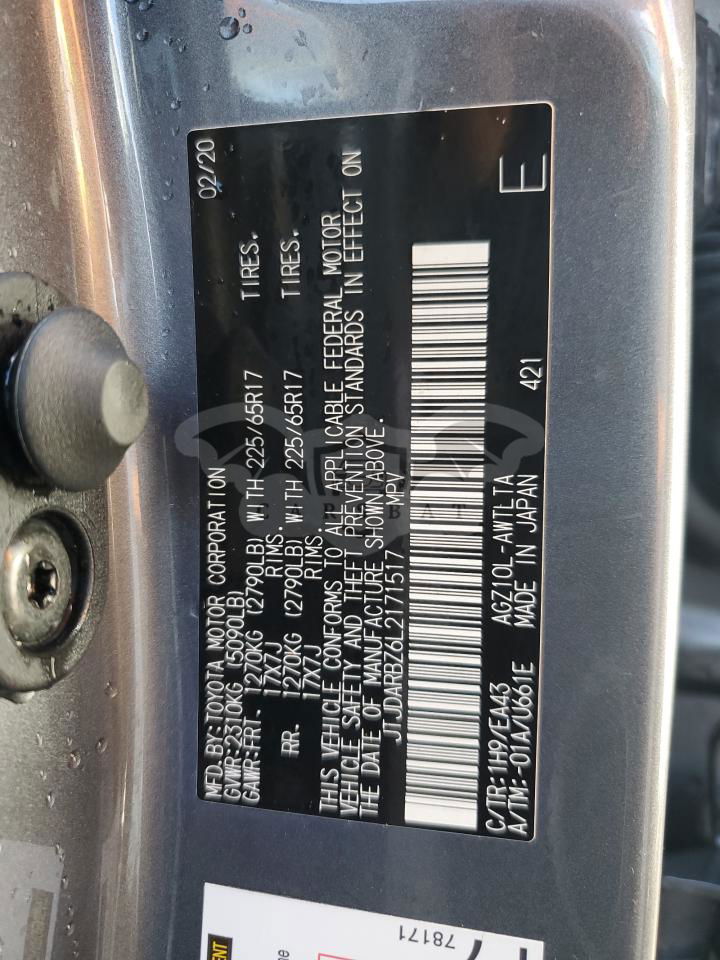 MFD.BY:TOYOTA MOTOR CORPORATION 02/20
GVWR:2310KG (5090LB)
GAWR:FRT. 1270KG (2790LB) WITH 225/65R17 TIRES.
17X7J RIMS.
RR. 1270KG (2790LB) WITH 225/65R17 TIRES.
17X7J RIMS.
THIS VEHICLE CONFORMS TO ALL APPLICABLE FEDERAL MOTOR
VEHICLE SAFETY AND THEFT PREVENTION STANDARDS IN EFFECT ON
THE DATE OF MANUFACTURE SHOWN ABOVE.
JTJDARBZ6L2171517 MPV
C/TR:1H9/EA43 AGZ10L-AWTLTA 421
A/TM:-01A/U661E MADE IN JAPAN E
78171